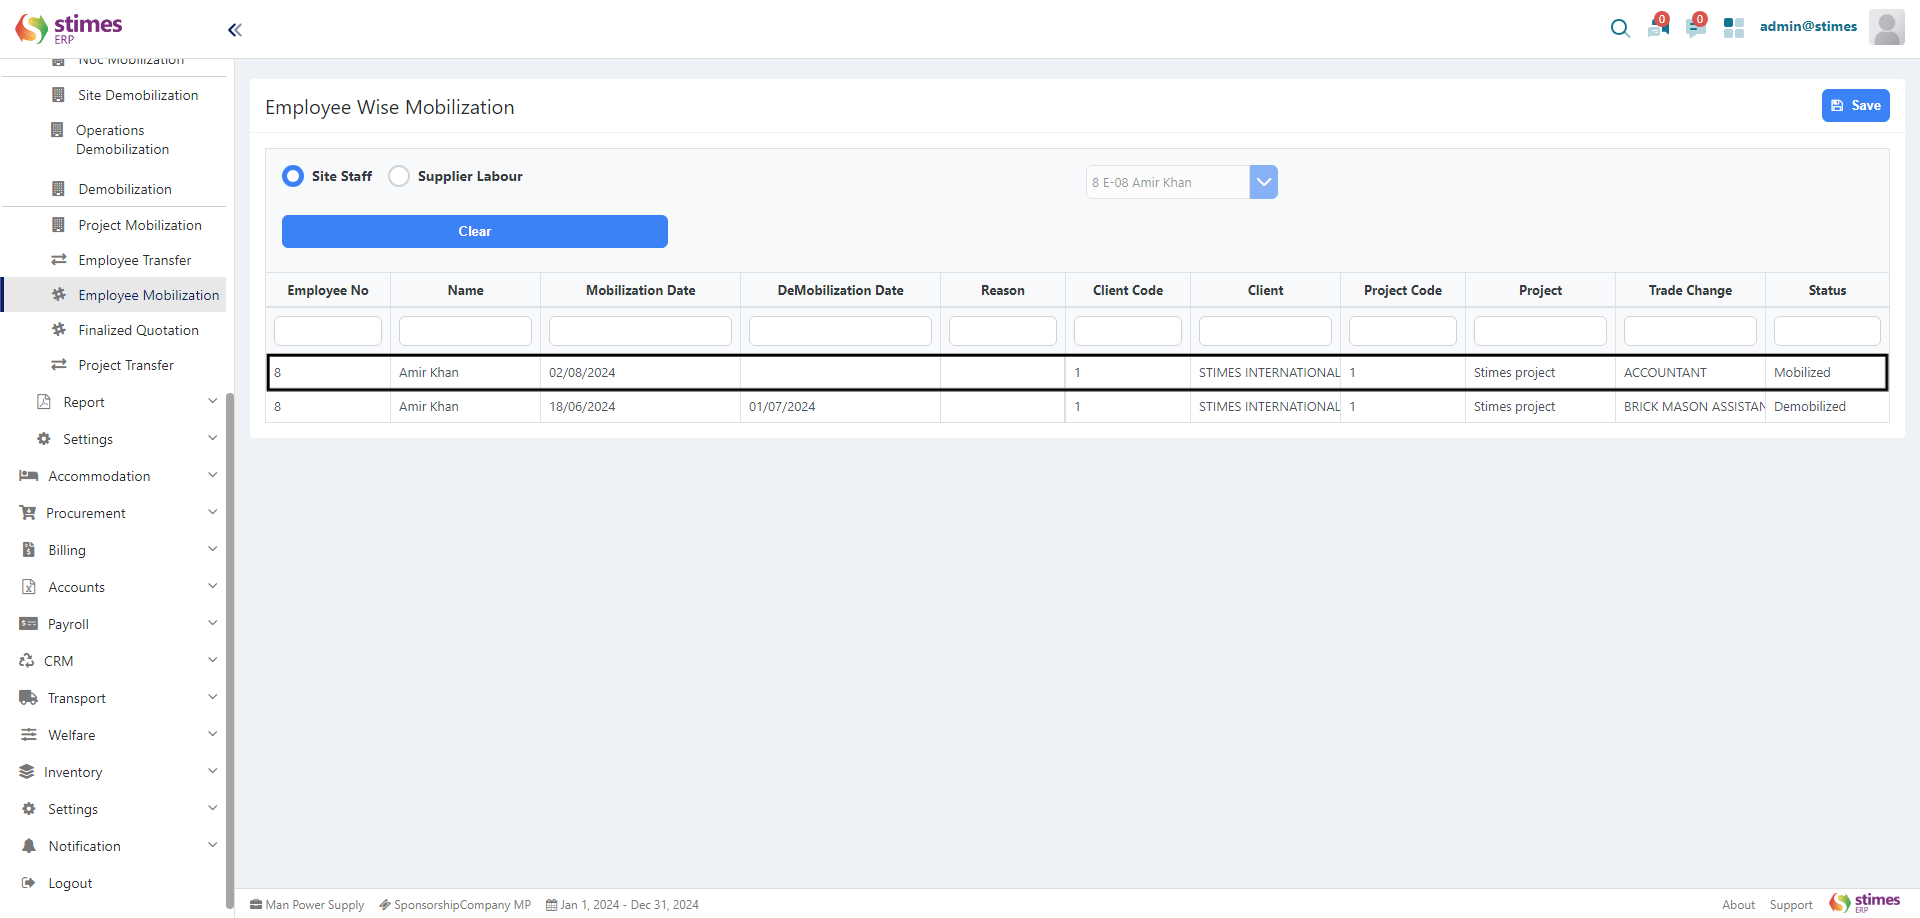 stimes
ERP
0
0
admin@stimes
Noc Mobilization
Site Demobilization
Operations
Demobilization
Demobilization
Project Mobilization
Employee Transfer
Employee Mobilization
Finalized Quotation
Project Transfer
Report
Settings
Accommodation
Procurement
Billing
Accounts
Payroll
CRM
Transport
Welfare
Inventory
Settings
Notification
Logout
Employee Wise Mobilization
Save
Site Staff Supplier Labour
8 E-08 Amir Khan
Clear
Employee No Name Mobilization Date DeMobilization Date Reason Client Code Client Project Code Project Trade Change Status
8 Amir Khan 02/08/2024 1 STIMES INTERNATIONAL 1 Stimes project ACCOUNTANT Mobilized
8 Amir Khan 18/06/2024 01/07/2024 1 STIMES INTERNATIONAL 1 Stimes project BRICK MASON ASSISTAN Demobilized
Man Power Supply SponsorshipCompany MP Jan 1, 2024 - Dec 31, 2024
About Support
stimes
ERP